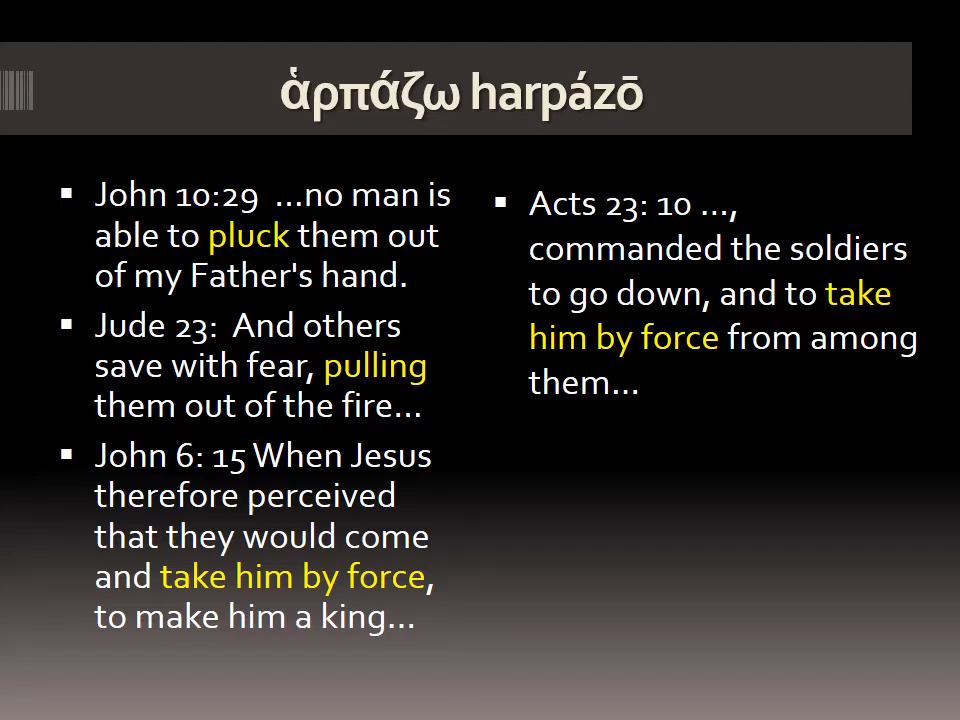 ἁρπάζω harpázō
John 10:29  ...no man is
able to pluck them out
of my Father's hand.
Jude 23:  And others
save with fear, pulling
them out of the fire...
John 6: 15 When Jesus
therefore perceived
that they would come
and take him by force,
to make him a king...
Acts 23: 10 ...,
commanded the soldiers
to go down, and to take
him by force from among
them...